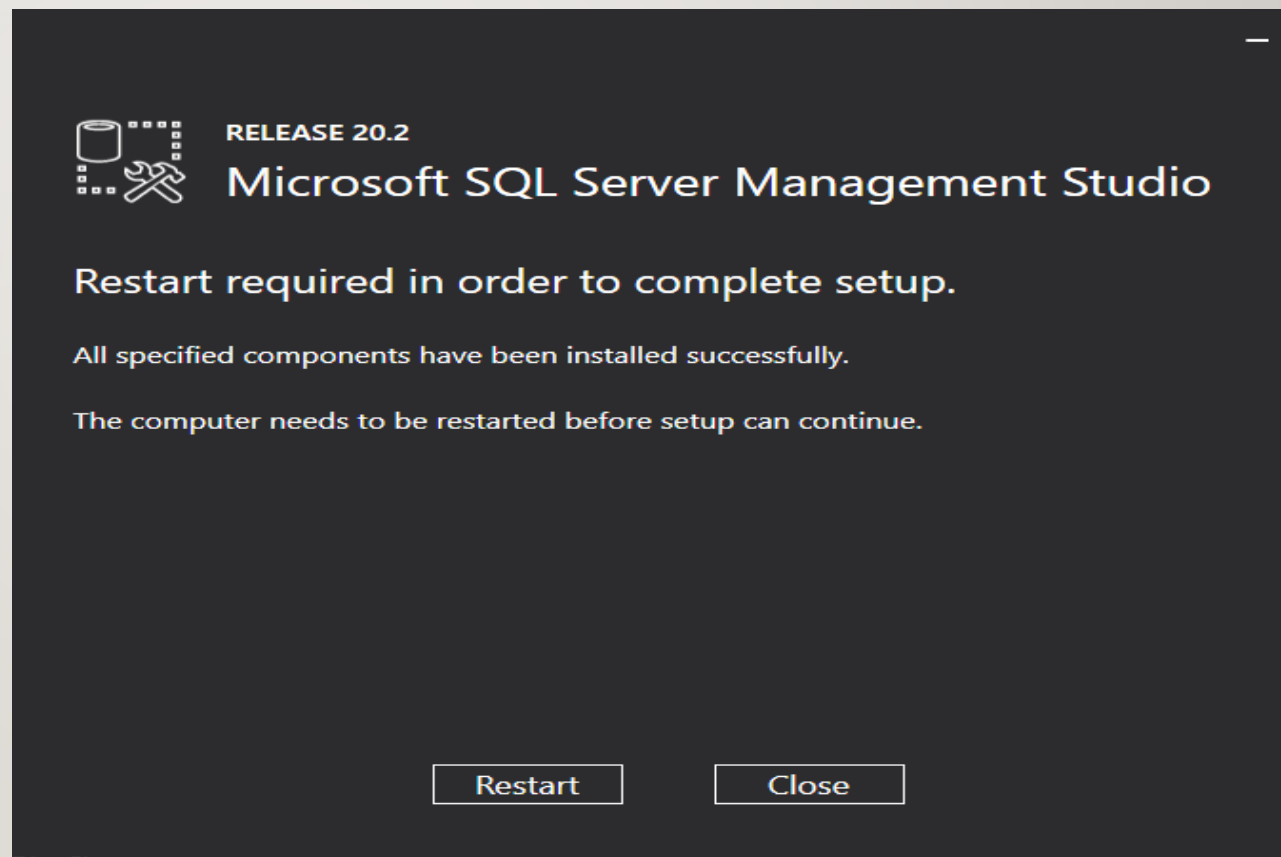 RELEASE 20.2
Microsoft SQL Server Management Studio
Restart required in order to complete setup.
All specified components have been installed successfully.
The computer needs to be restarted before setup can continue.
Restart
Close